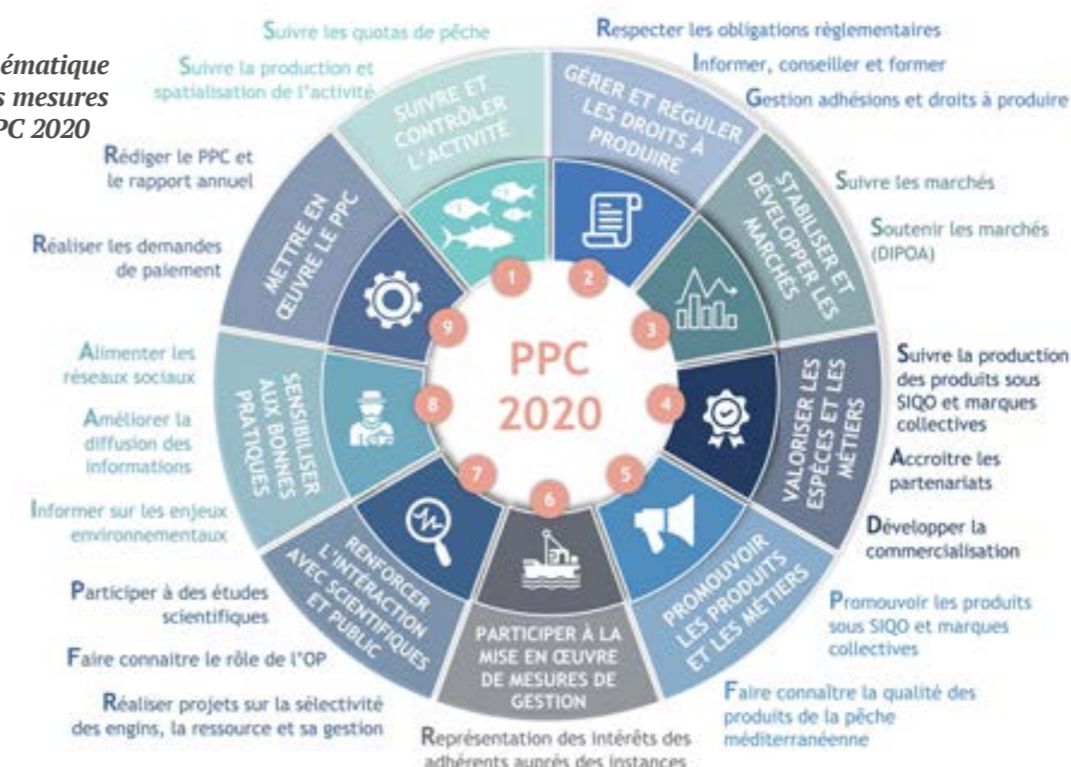 ématique
s mesures
PC 2020
Suivre les quotas de pêche
Suivre la production et
spatialisation de l'activité
SUIVRE ET
CONTRÔLER
L'ACTIVITÉ
1
Respecter les obligations règlementaires
Informer, conseiller et former
Gestion adhésions et droits à produire
GÉRER ET RÉGULER
LES DROITS À
PRODUIRE
2
Suivre les marchés
Soutenir les marchés
(DIPOA)
STABILISER ET
DÉVELOPPER LES
MARCHÉS
3
Suivre la production
des produits sous
SIQO et marques
collectives
Accroitre les
partenariats
Développer la
commercialisation
VALORISER LES
ESPÈCES ET LES
MÉTIERS
4
Promouvoir les produits
sous SIQO et marques
collectives
Faire connaître la qualité des
produits de la pêche
méditerranéenne
PROMOUVOIR
LES PRODUITS
ET LES MÉTIERS
5
PARTICIPER À LA
MISE EN ŒUVRE
DE MESURES DE
GESTION
6
Représentation des intérêts des
adhérents auprès des instances
RENFORCER
L'INTÉRACTION
AVEC SCIENTIFIQUES
ET PUBLIC
7
Participer à des études
scientifiques
Faire connaitre le rôle de l'OP
Réaliser projets sur la sélectivité
des engins, la ressource et sa gestion
SENSIBILISER
AUX BONNES
PRATIQUES
8
Alimenter les
réseaux sociaux
Améliorer la
diffusion des
informations
Informer sur les enjeux
environnementaux
METTRE EN
ŒUVRE LE PPC
9
Rédiger le PPC et
le rapport annuel
Réaliser les demandes
de paiement
PPC
2020